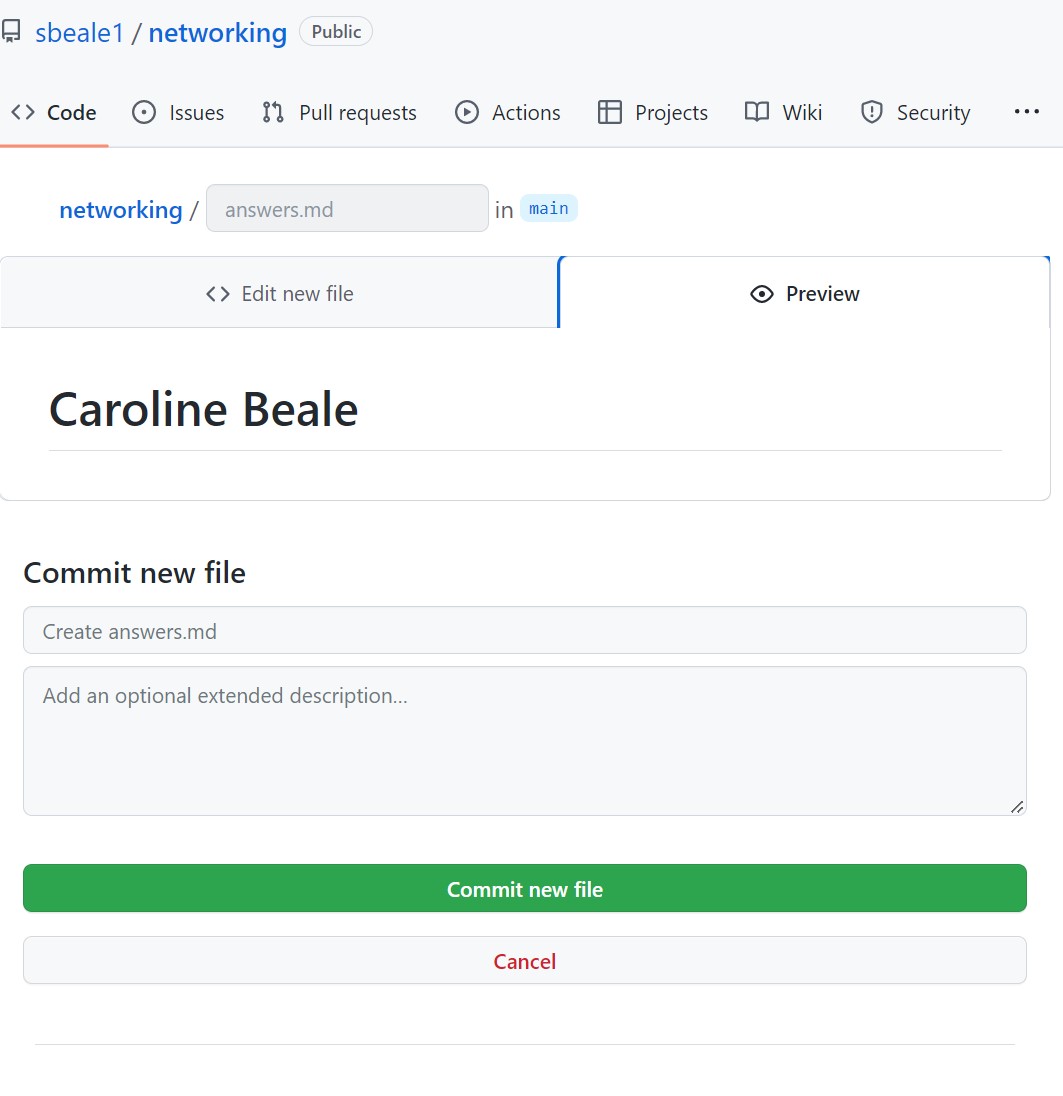 sbeale1 / networking Public
Code Issues Pull requests Actions Projects Wiki Security ...
networking / answers.md in main
Edit new file Preview
Caroline Beale
Commit new file
Create answers.md
Add an optional extended description...
Commit new file
Cancel